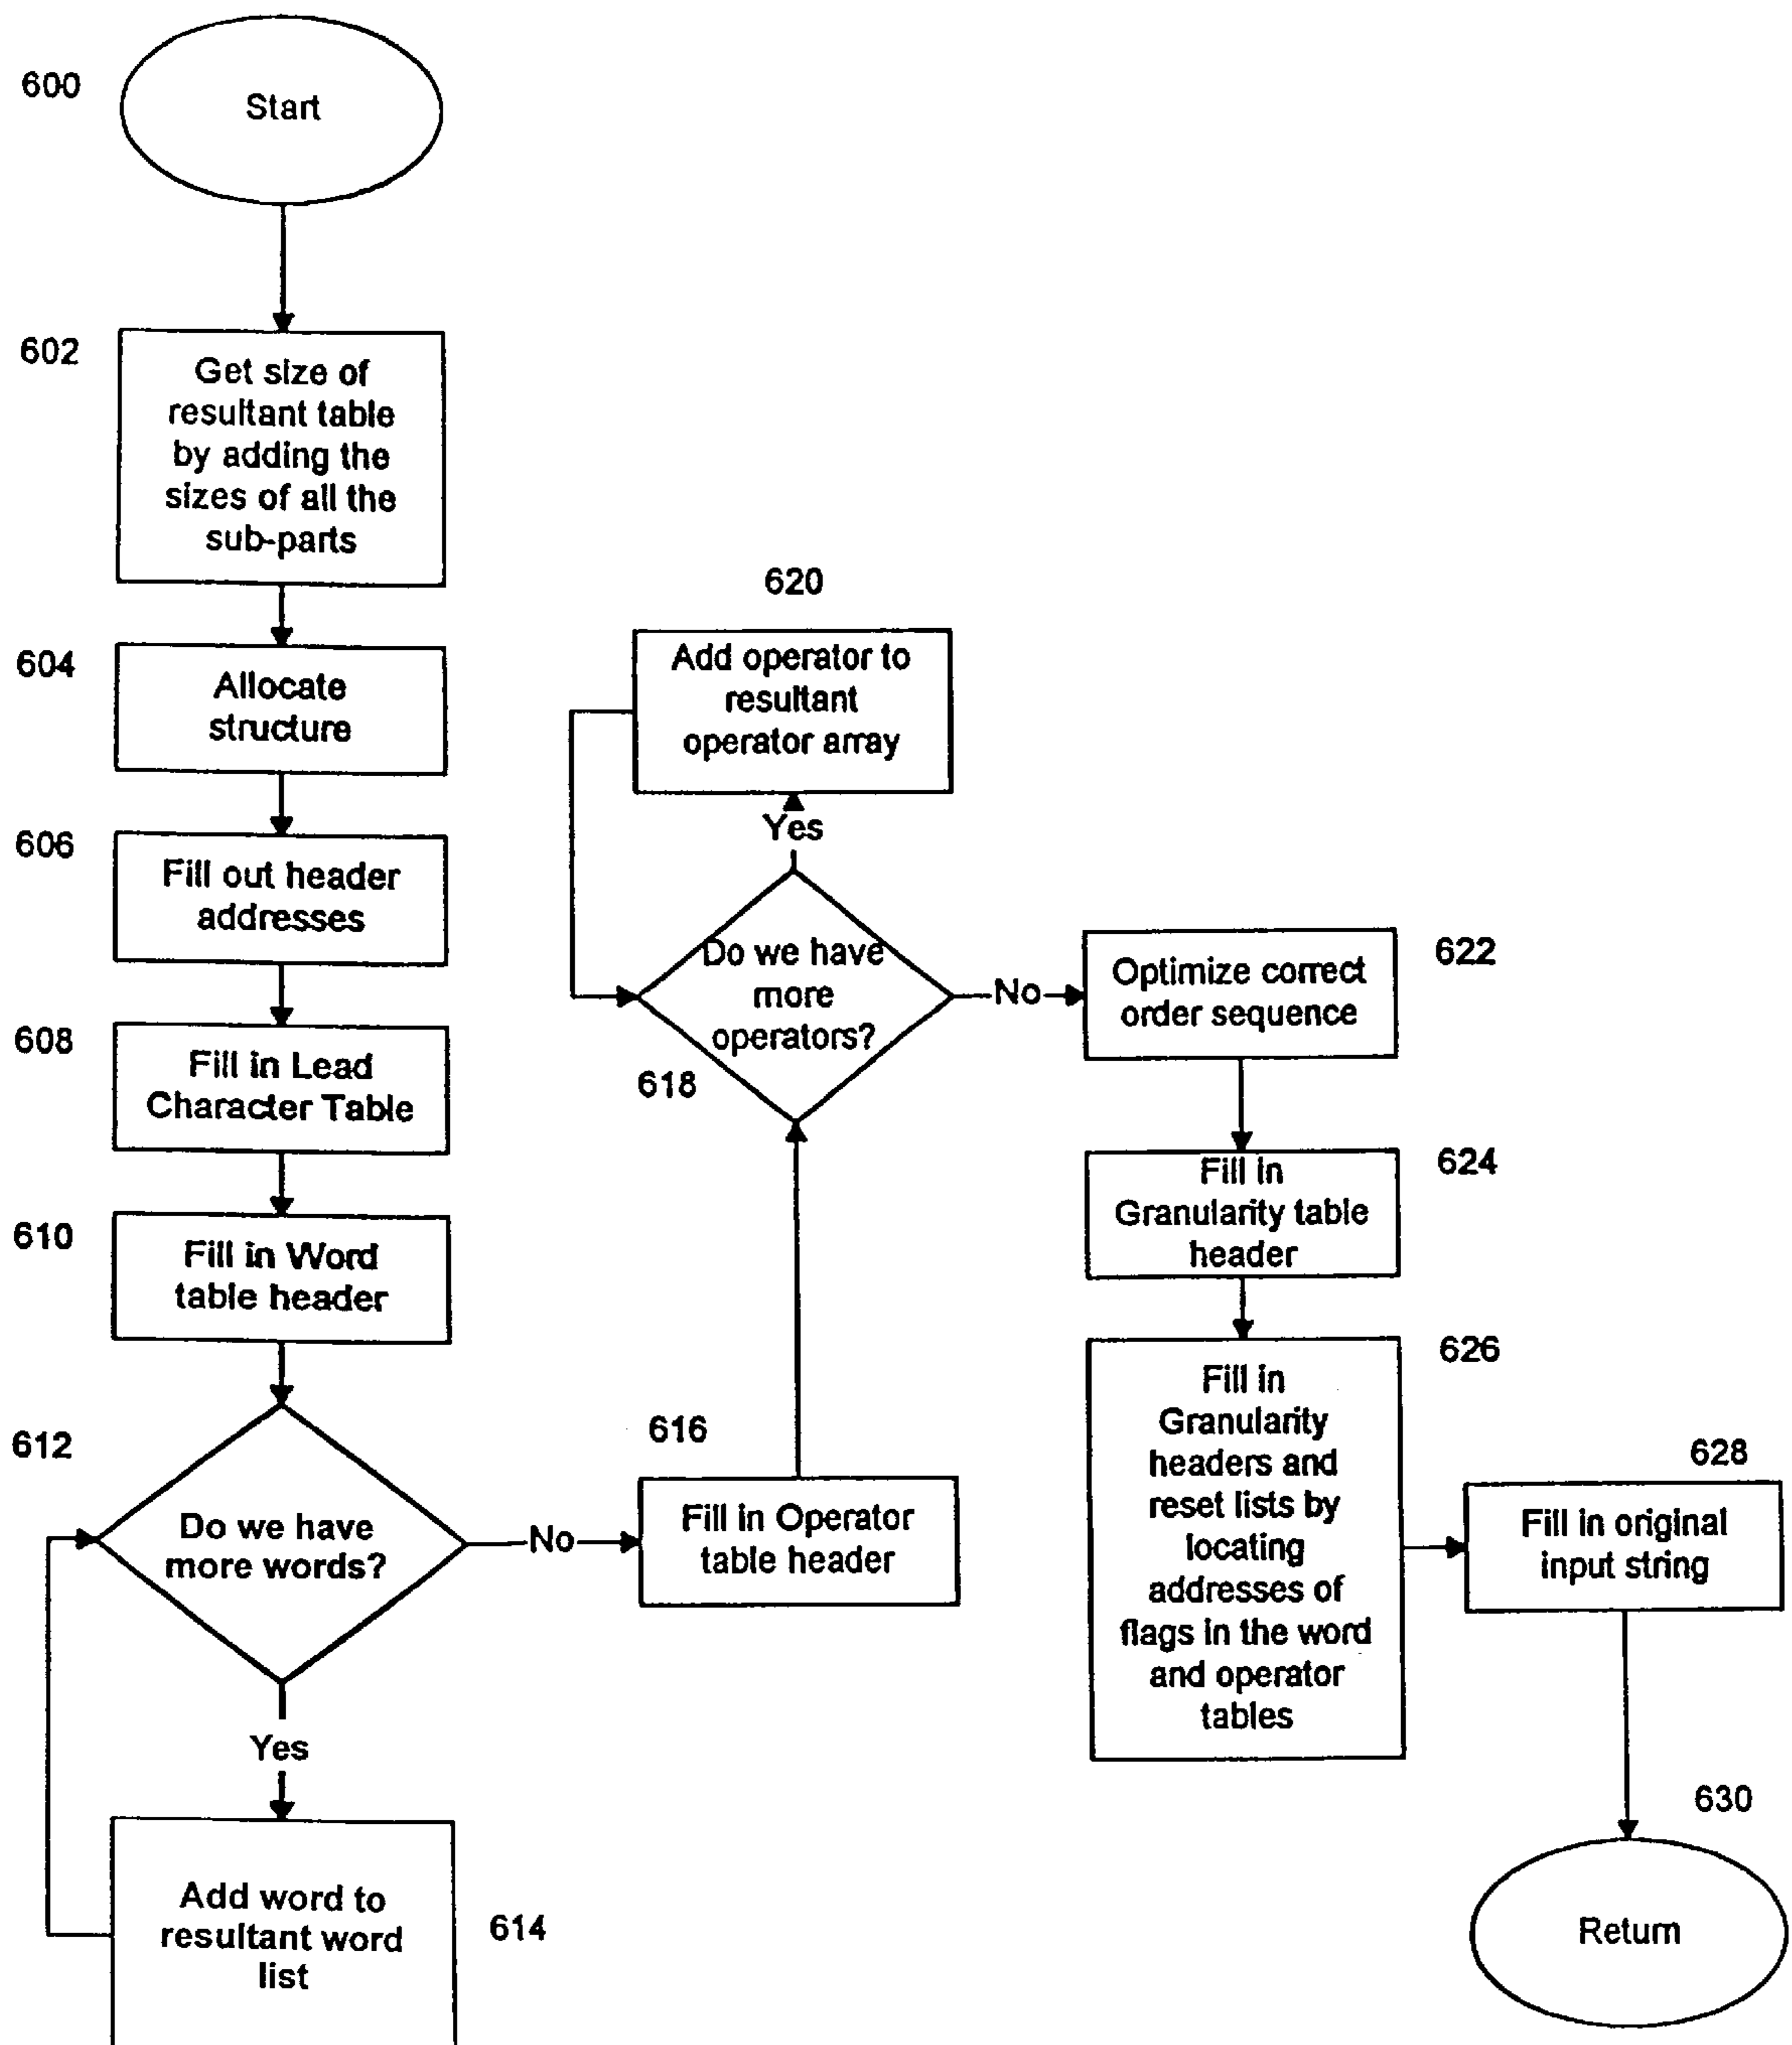 600
Start
602
Get size of
resultant table
by adding the
sizes of all the
sub-parts
604
Allocate
structure
606
Fill out header
addresses
608
Fill in Lead
Character Table
610
Fill in Word
table header
612
Do we have
more words?
Yes
No
Add word to
resultant word
list
614
616
Fill in Operator
table header
618
Do we have
more
operators?
Yes
No
620
Add operator to
resultant
operator array
622
Optimize correct
order sequence
624
Fill in
Granularity table
header
626
Fill in
Granularity
headers and
reset lists by
locating
addresses of
flags in the word
and operator
tables
628
Fill in original
input string
630
Return